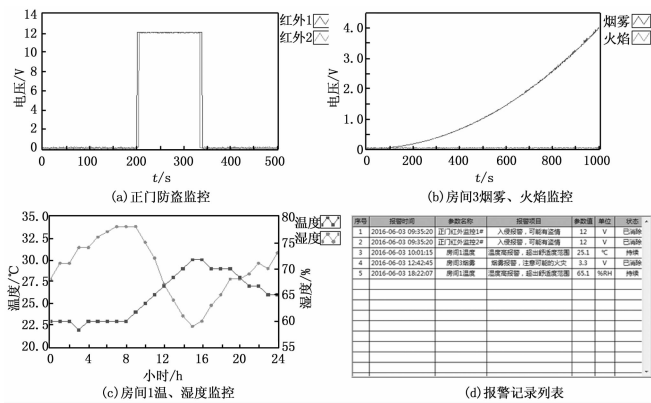 14
12
10
8
6
4
2
0
电压/V
0
100
200
300
400
500
t/s
红外1
红外2
(a)正门防盗监控
4.0
3.0
2.0
1.0
0
电压/V
0
200
400
600
800
1000
t/s
烟雾
火焰
(b)房间3烟雾、火焰监控
35.0
32.5
30.0
27.5
25.0
22.5
20.0
温度/℃
80
75
70
65
60
55
湿度/%
0
4
8
12
16
20
24
小时/h
温度
湿度
(c)房间1温、湿度监控
序号 报警时间 参数名称 报警项目 参数值 单位 状态
1 2016-06-03 09:35:20 正门红外监控1# 入侵报警，可能有盗情 12 V 已消除
2 2016-06-03 09:35:20 正门红外监控2# 入侵报警，可能有盗情 12 V 已消除
3 2016-06-03 10:01:15 房间1温度 温度高报警，超出舒适度范围 25.1 ℃ 持续
4 2016-06-03 12:42:45 房间3烟雾 烟雾报警，注意可能的火灾 3.3 V 已消除
5 2016-06-03 18:22:07 房间1湿度 湿度高报警，超出舒适度范围 65.1 %RH 持续
(d)报警记录列表